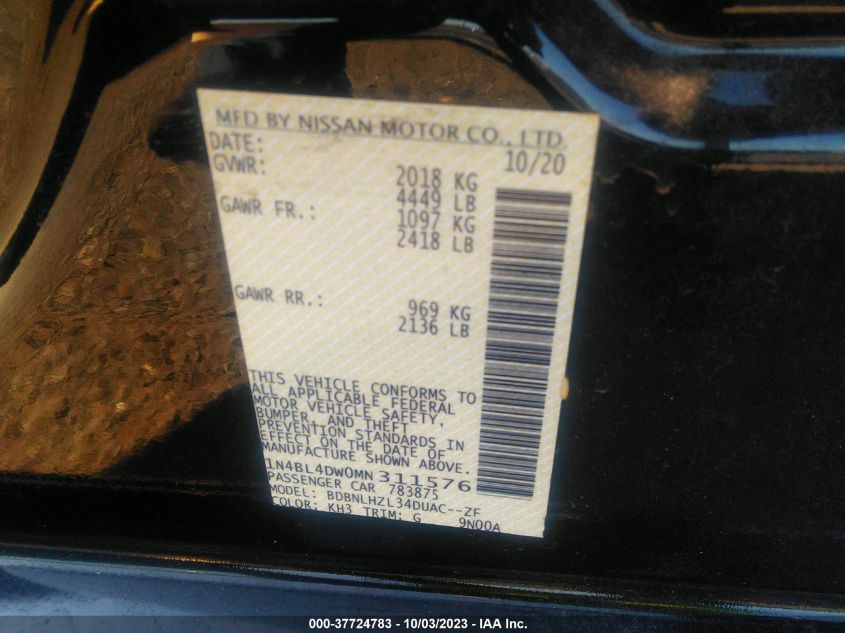 MFD BY NISSAN MOTOR CO., LTD.
DATE: 10/20
GVWR: 2018 KG
4449 LB
GAWR FR.: 1097 KG
2418 LB
GAWR RR.: 969 KG
2136 LB
THIS VEHICLE CONFORMS TO
ALL APPLICABLE FEDERAL
MOTOR VEHICLE SAFETY,
BUMPER, AND THEFT
PREVENTION STANDARDS IN
EFFECT ON THE DATE OF
MANUFACTURE SHOWN ABOVE.
1N4BL4DW0MN 311576
PASSENGER CAR 783875
MODEL: BDBNLHZL34DUAC--ZF
COLOR: KH3 TRIM: G 9N00A
000-37724783 - 10/03/2023 - IAA Inc.